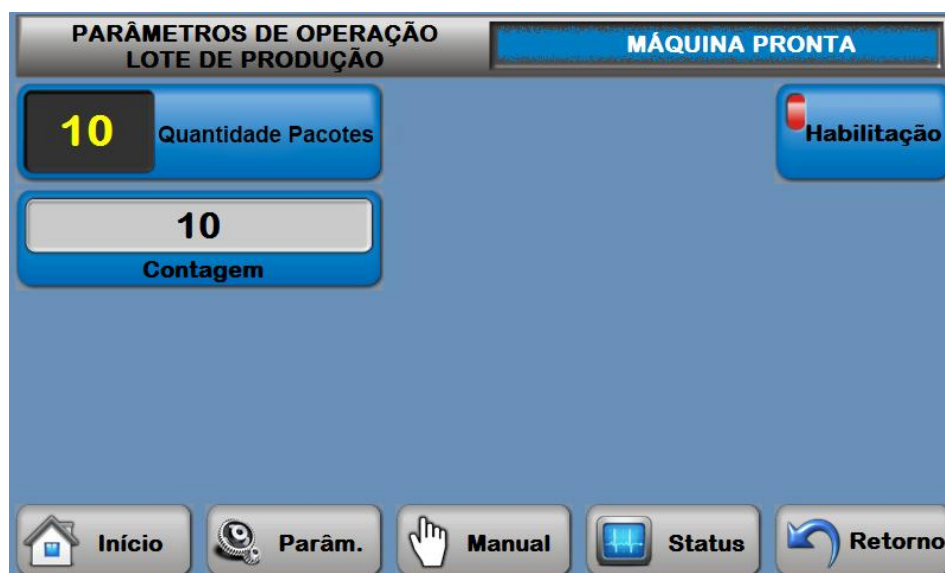 PARÂMETROS DE OPERAÇÃO
LOTE DE PRODUÇÃO
MÁQUINA PRONTA
10
Quantidade Pacotes
Habilitação
10
Contagem
Início
Parâm.
Manual
Status
Retorno